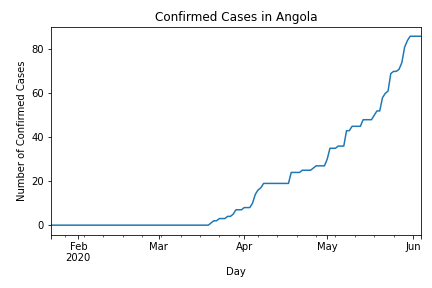 Confirmed Cases in Angola
Number of Confirmed Cases
80
60
40
20
0
Feb Mar Apr May Jun
2020
Day